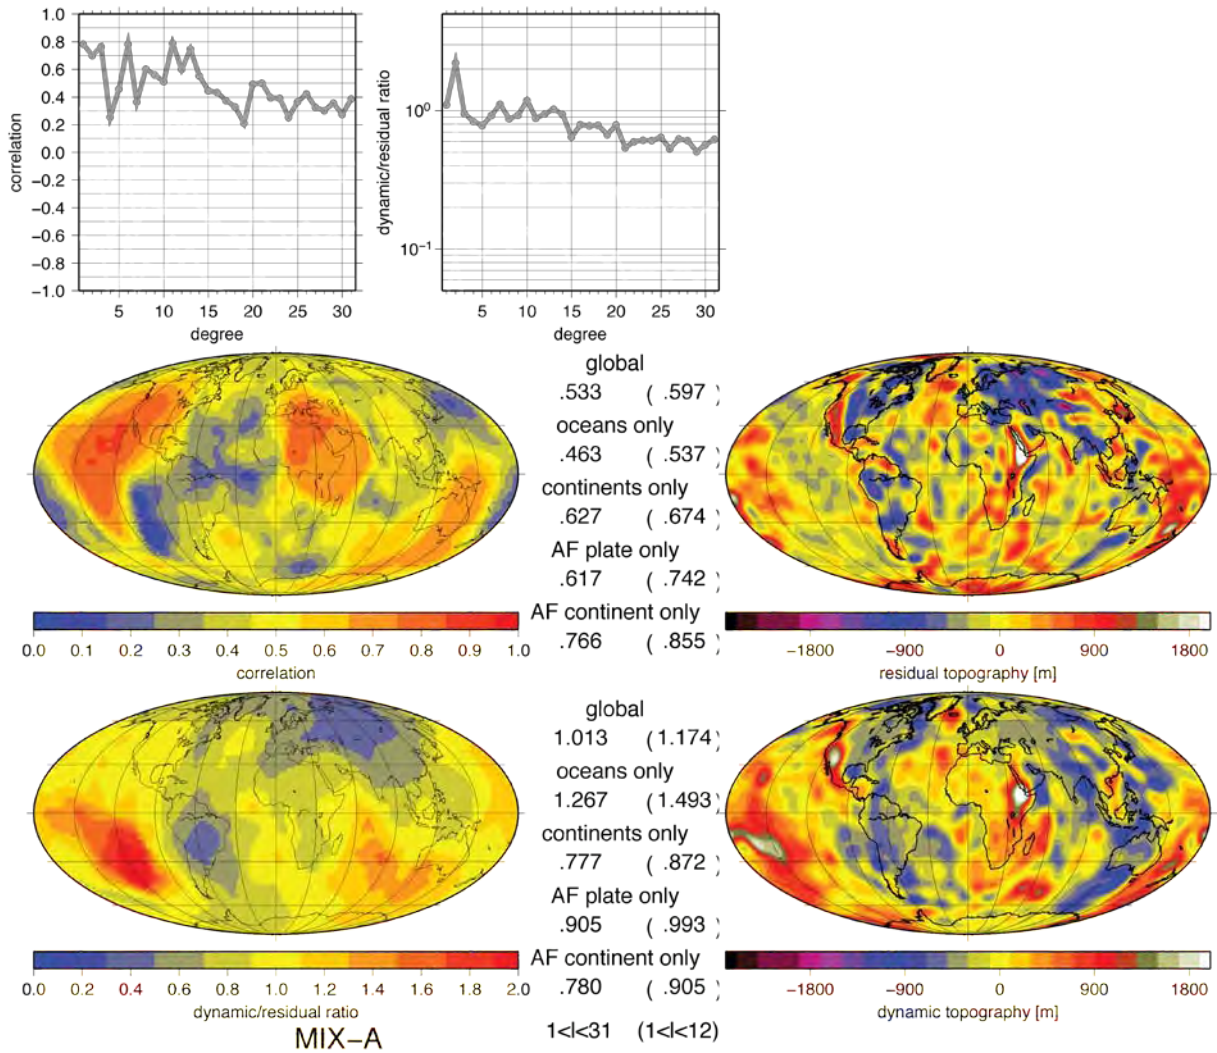 1.0
0.8
0.6
0.4
0.2
0.0
−0.2
−0.4
−0.6
−0.8
−1.0
correlation
5 10 15 20 25 30
degree
10⁰
10⁻¹
dynamic/residual ratio
5 10 15 20 25 30
degree
global
.533 ( .597 )
oceans only
.463 ( .537 )
continents only
.627 ( .674 )
AF plate only
.617 ( .742 )
AF continent only
.766 ( .855 )
0.0 0.1 0.2 0.3 0.4 0.5 0.6 0.7 0.8 0.9 1.0
correlation
−1800 −900 0 900 1800
residual topography [m]
global
1.013 ( 1.174 )
oceans only
1.267 ( 1.493 )
continents only
.777 ( .872 )
AF plate only
.905 ( .993 )
AF continent only
.780 ( .905 )
0.0 0.2 0.4 0.6 0.8 1.0 1.2 1.4 1.6 1.8 2.0
dynamic/residual ratio
−1800 −900 0 900 1800
dynamic topography [m]
MIX−A
1<l<31 (1<l<12)